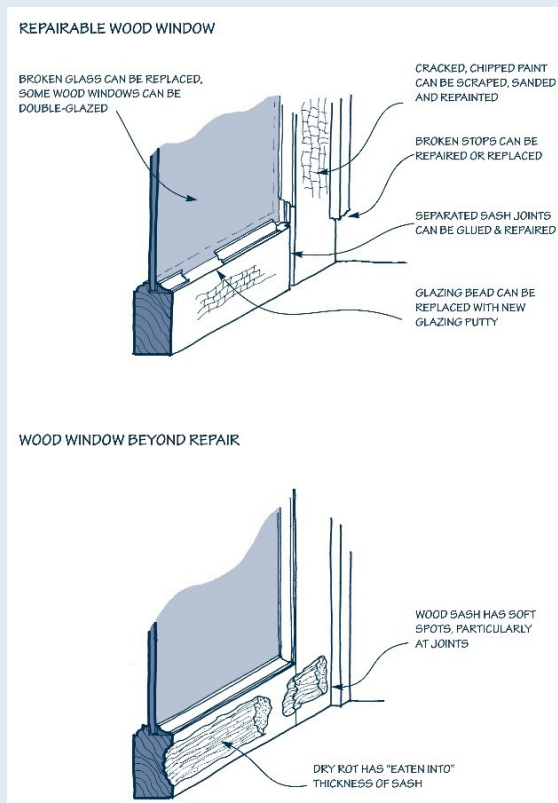 REPAIRABLE WOOD WINDOW
BROKEN GLASS CAN BE REPLACED,
SOME WOOD WINDOWS CAN BE
DOUBLE-GLAZED
CRACKED, CHIPPED PAINT
CAN BE SCRAPED, SANDED
AND REPAINTED
BROKEN STOPS CAN BE
REPAIRED OR REPLACED
SEPARATED SASH JOINTS
CAN BE GLUED & REPAIRED
GLAZING BEAD CAN BE
REPLACED WITH NEW
GLAZING PUTTY
WOOD WINDOW BEYOND REPAIR
WOOD SASH HAS SOFT
SPOTS, PARTICULARLY
AT JOINTS
DRY ROT HAS "EATEN INTO"
THICKNESS OF SASH